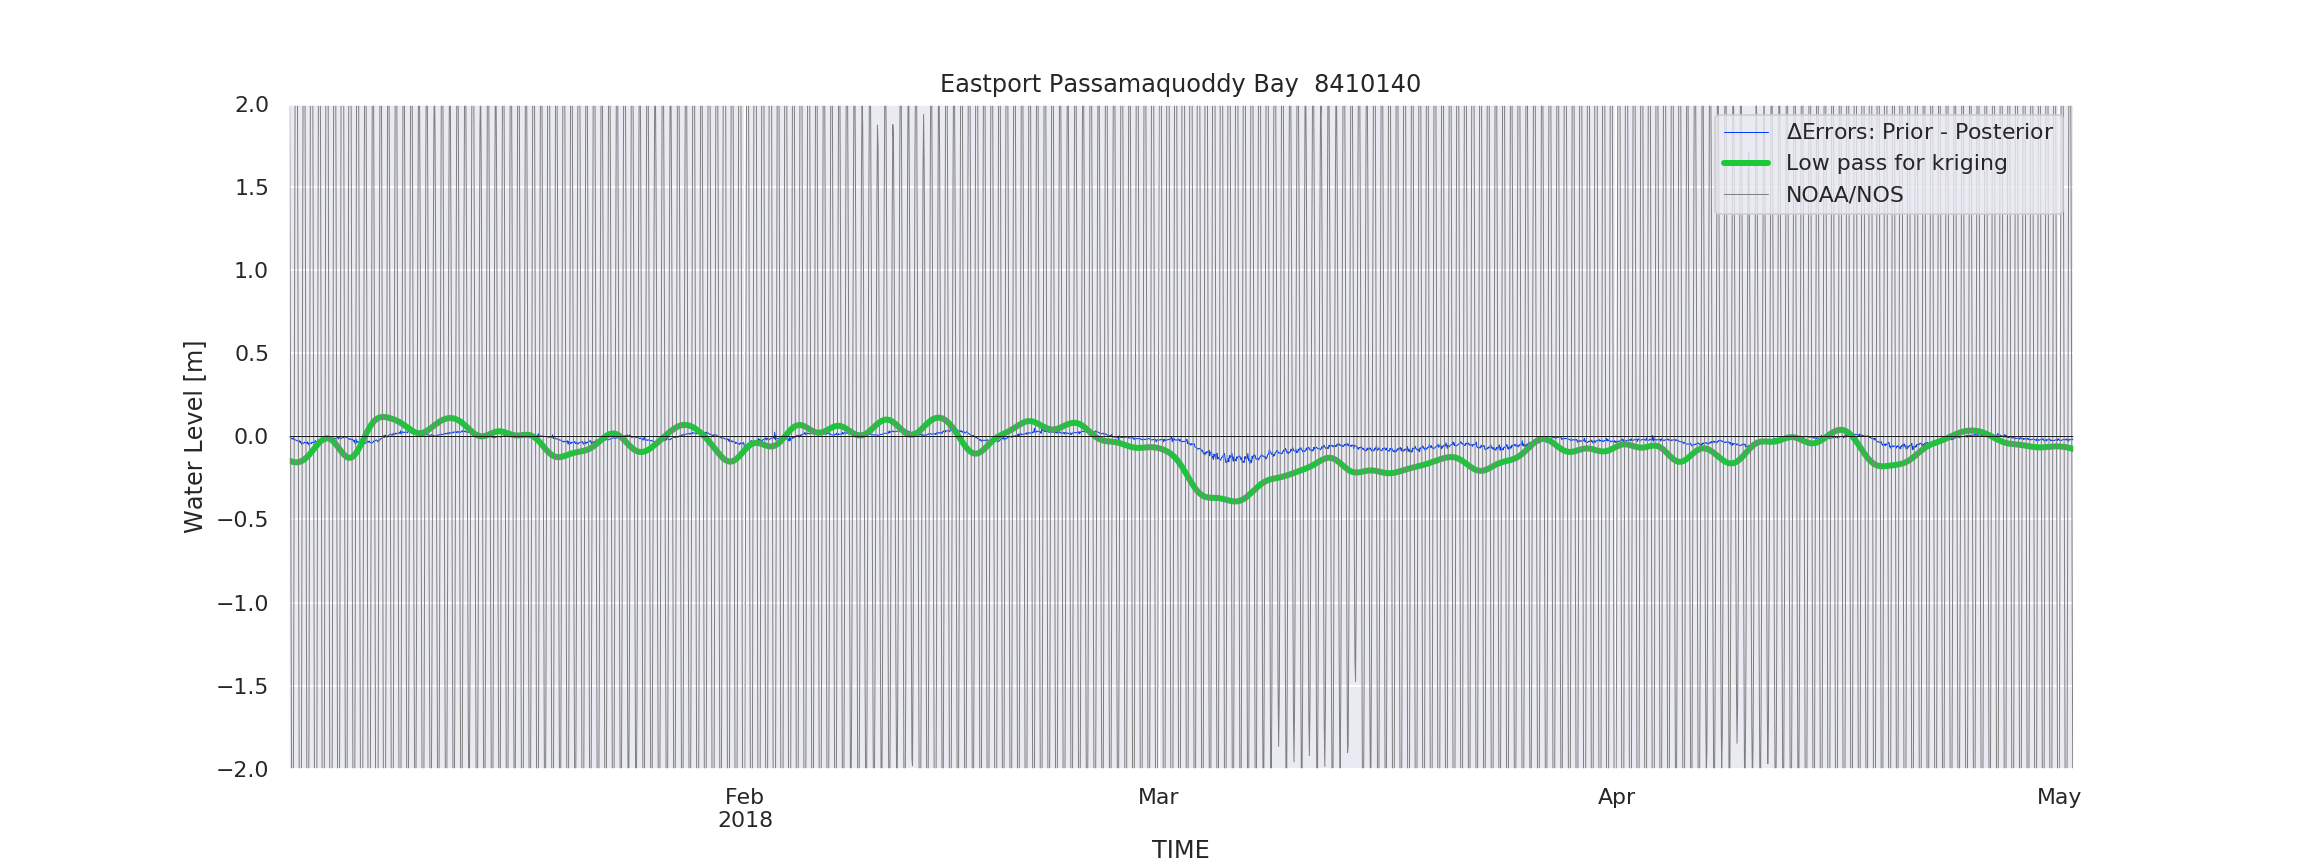 Eastport Passamaquoddy Bay  8410140
2.0
1.5
1.0
0.5
0.0
−0.5
−1.0
−1.5
−2.0
Water Level [m]
ΔErrors: Prior - Posterior
Low pass for kriging
NOAA/NOS
Feb
2018
Mar
Apr
May
TIME